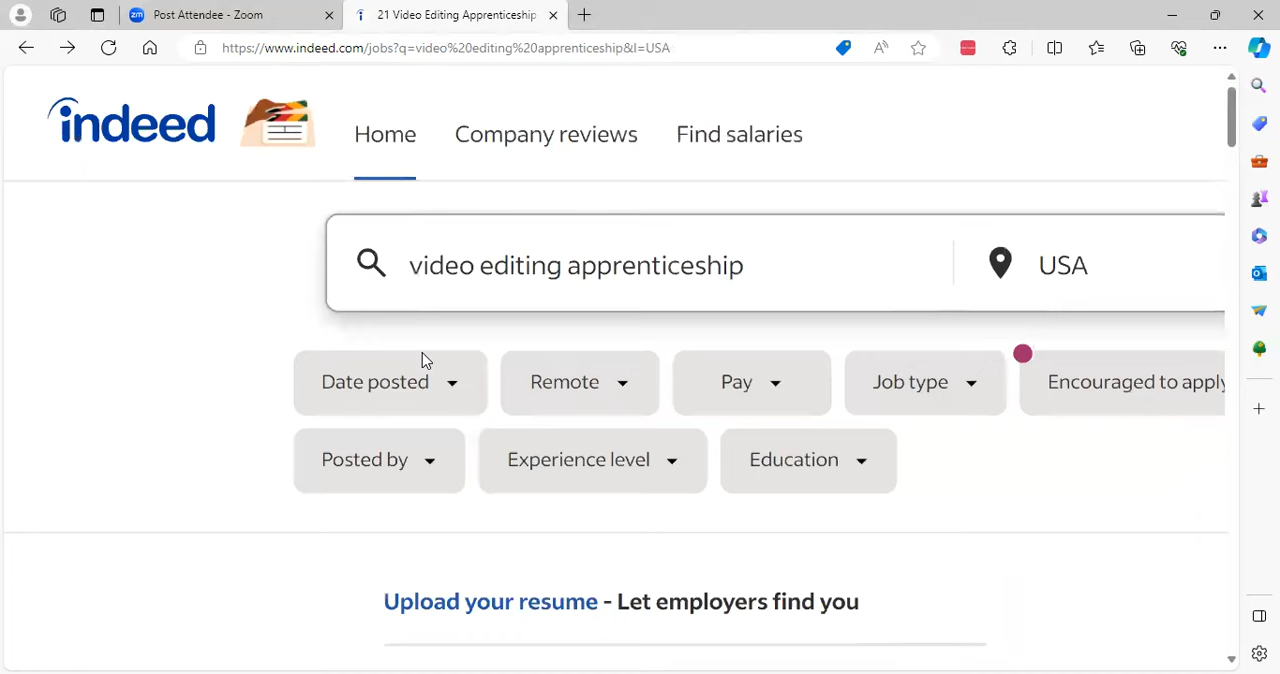 zm
Post Attendee - Zoom
21 Video Editing Apprenticeship
https://www.indeed.com/jobs?q=video%20editing%20apprenticeship&l=USA
indeed
Home
Company reviews
Find salaries
video editing apprenticeship
USA
Date posted
Remote
Pay
Job type
Encouraged to apply
Posted by
Experience level
Education
Upload your resume - Let employers find you